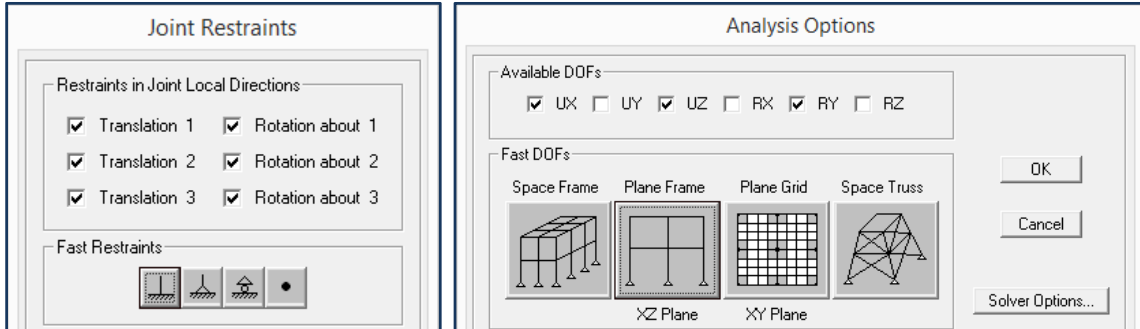 Joint Restraints
Restraints in Joint Local Directions
Translation 1 Rotation about 1
Translation 2 Rotation about 2
Translation 3 Rotation about 3
Fast Restraints
Analysis Options
Available DOFs
UX UY UZ RX RY RZ
Fast DOFs
Space Frame Plane Frame Plane Grid Space Truss
XZ Plane XY Plane
OK
Cancel
Solver Options...